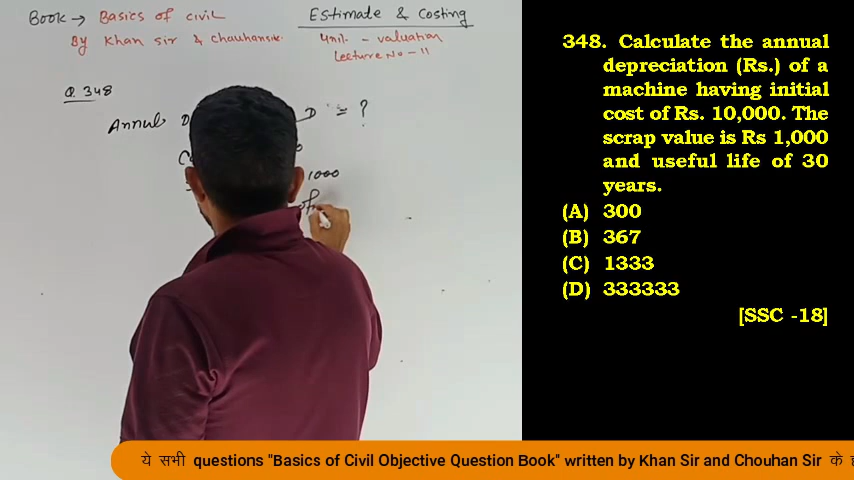 Book → Basics of civil
By Khan Sir & Chauhan sir.
Estimate & Costing
Unit - valuation
Lecture No - 11
Q. 348
Annual D = ?
1000
of
348. Calculate the annual
depreciation (Rs.) of a
machine having initial
cost of Rs. 10,000. The
scrap value is Rs 1,000
and useful life of 30
years.
(A) 300
(B) 367
(C) 1333
(D) 333333
[SSC -18]
ये सभी questions "Basics of Civil Objective Question Book" written by Khan Sir and Chouhan Sir के